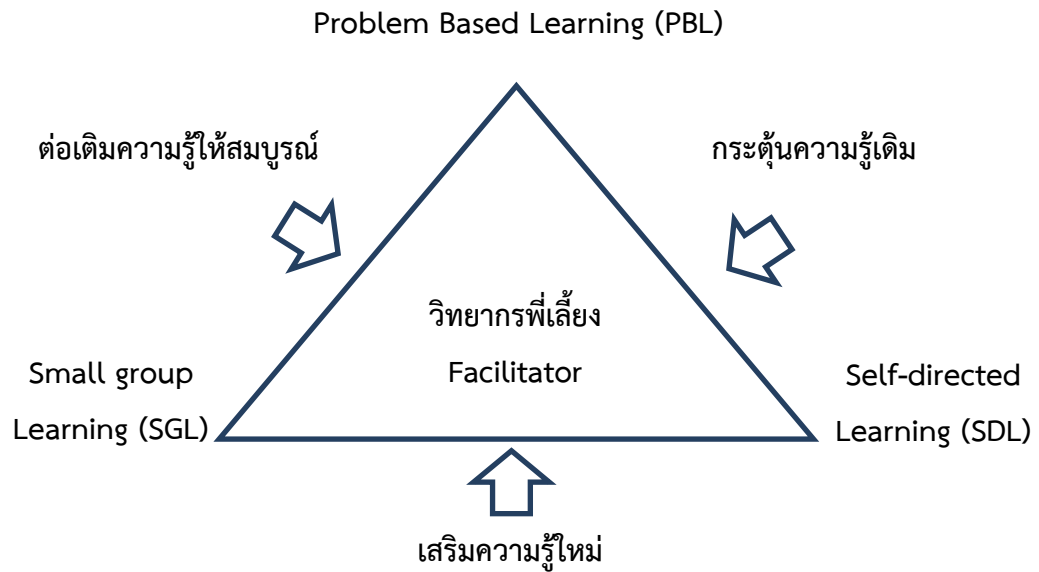 Problem Based Learning (PBL)
ต่อเติมความรู้ให้สมบูรณ์
กระตุ้นความรู้เดิม
วิทยากรพี่เลี้ยง
Facilitator
Small group
Learning (SGL)
Self-directed
Learning (SDL)
เสริมความรู้ใหม่